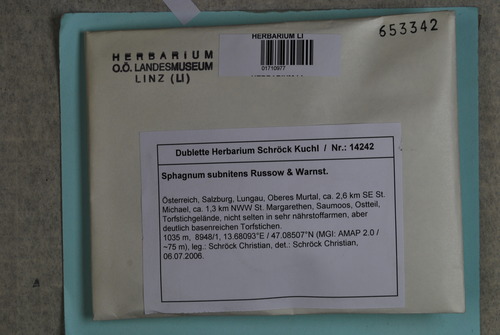 HERBARIUM LI
653342
HERBARIUM
O.Ö. LANDESMUSEUM
LINZ (LI)
01710977
Dublette Herbarium Schröck Kuchl / Nr.: 14242
Sphagnum subnitens Russow & Warnst.
Österreich, Salzburg, Lungau, Oberes Murtal, ca. 2,6 km SE St.
Michael, ca. 1,3 km NWW St. Margarethen, Saumoos, Ostteil,
Torfstichgelände, nicht selten in sehr nährstoffarmen, aber
deutlich basenreichen Torfstichen.
1035 m, 8948/1, 13.68093°E / 47.08507°N (MGI: AMAP 2.0 /
~75 m), leg.: Schröck Christian, det.: Schröck Christian,
06.07.2006.